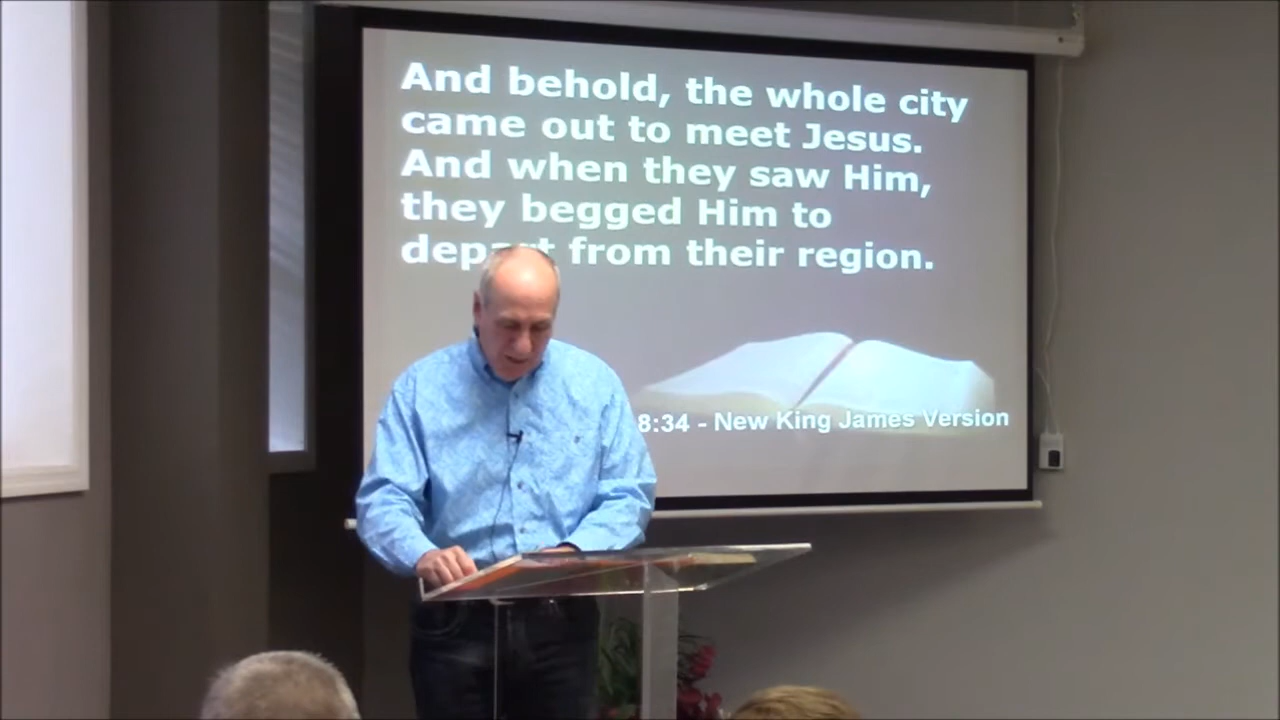 And behold, the whole city
came out to meet Jesus.
And when they saw Him,
they begged Him to
depart from their region.
8:34 - New King James Version